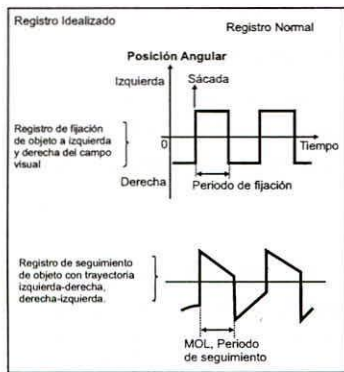 Registro Idealizado
Registro Normal
Posición Angular
Izquierda
Sácada
Registro de fijación
de objeto a izquierda
y derecha del campo
visual
0
Tiempo
Derecha
Periodo de fijación
Registro de seguimiento
de objeto con trayectoria
izquierda-derecha,
derecha-izquierda.
MOL, Periodo
de seguimiento